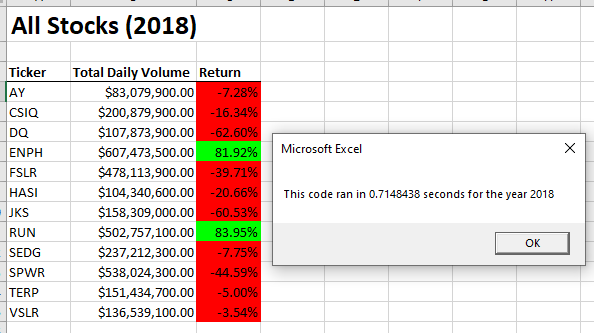 All Stocks (2018)
Ticker Total Daily Volume Return
AY $83,079,900.00 -7.28%
CSIQ $200,879,900.00 -16.34%
DQ $107,873,900.00 -62.60%
ENPH $607,473,500.00 81.92%
FSLR $478,113,900.00 -39.71%
HASI $104,340,600.00 -20.66%
JKS $158,309,000.00 -60.53%
RUN $502,757,100.00 83.95%
SEDG $237,212,300.00 -7.75%
SPWR $538,024,300.00 -44.59%
TERP $151,434,700.00 -5.00%
VSLR $136,539,100.00 -3.54%
Microsoft Excel
This code ran in 0.7148438 seconds for the year 2018
OK